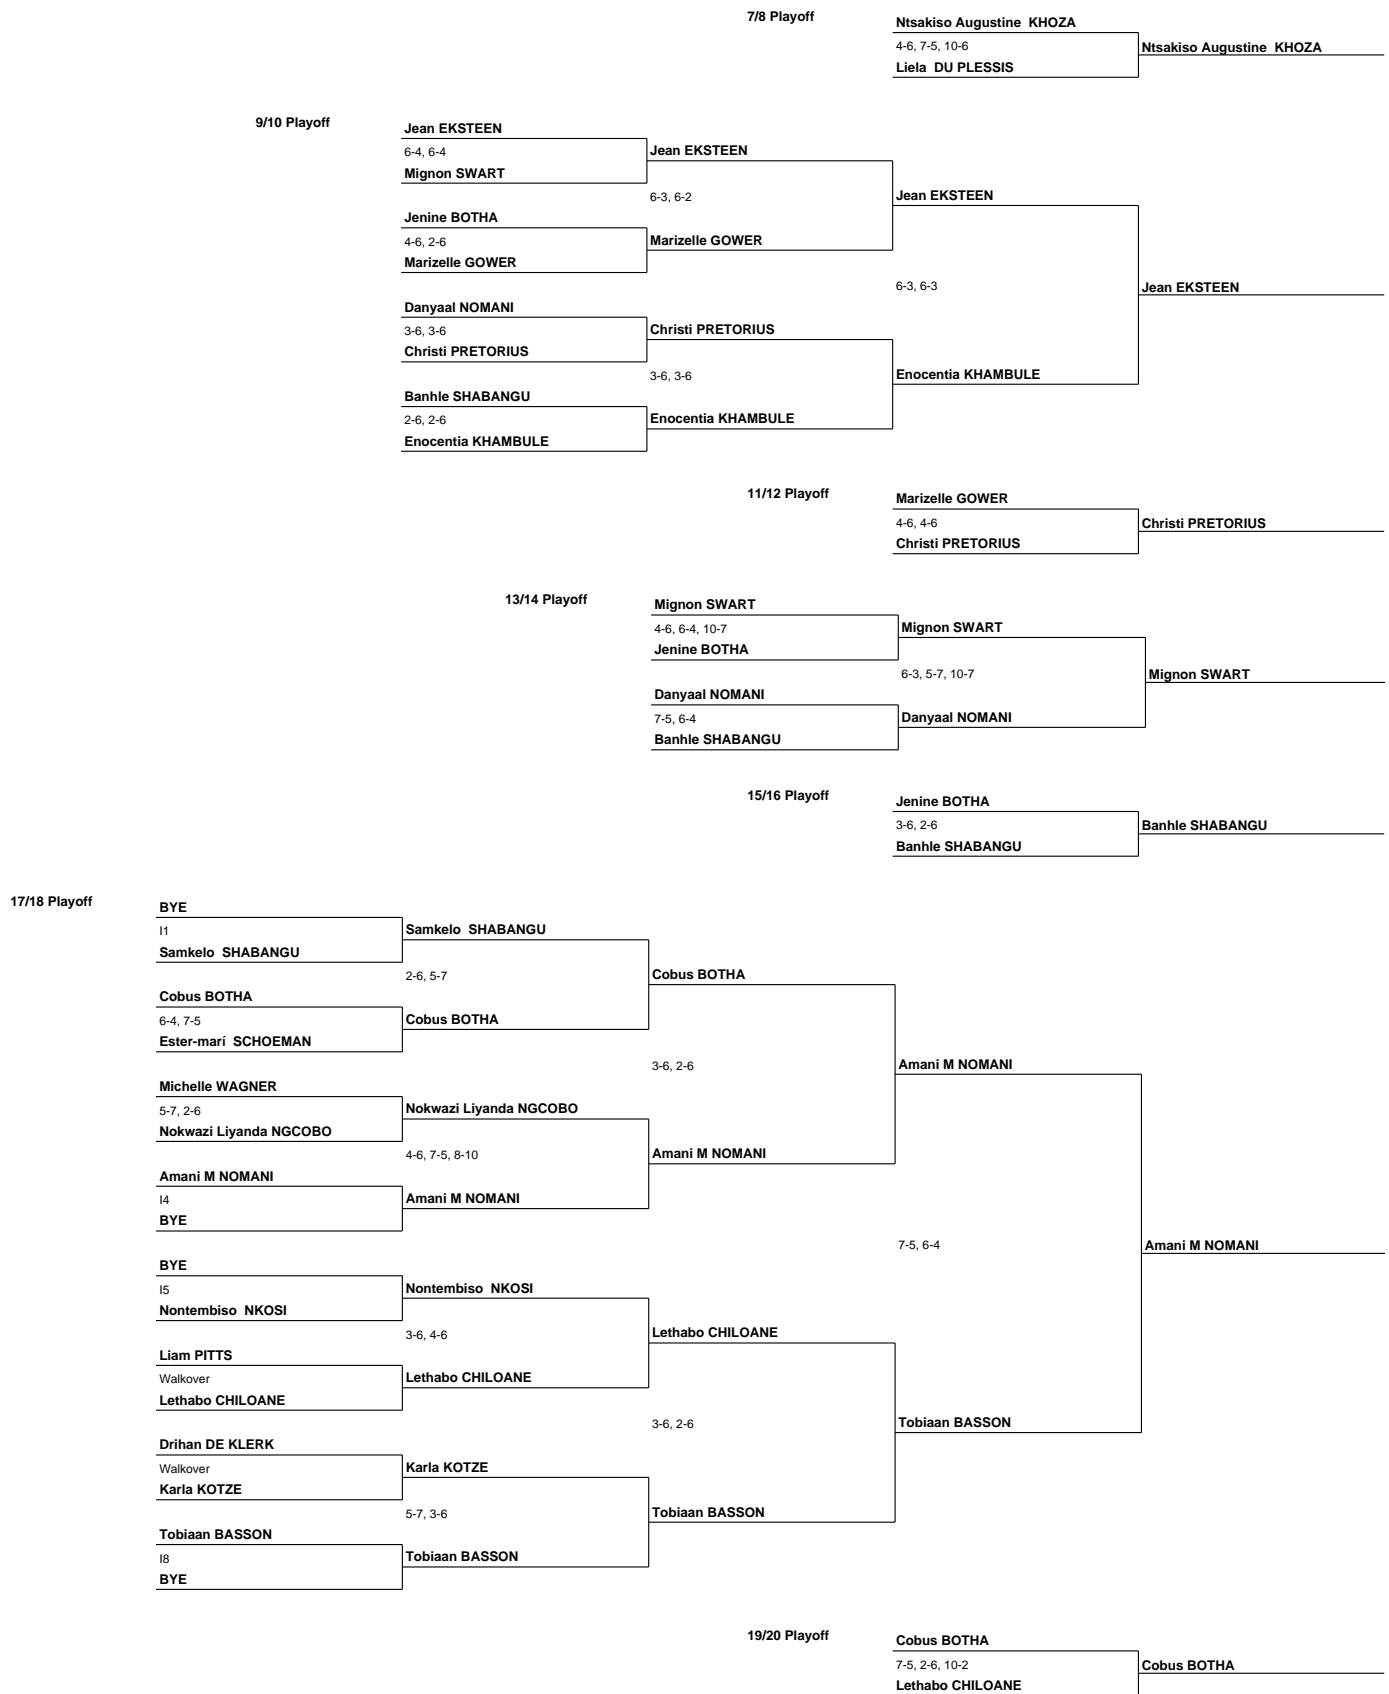 7/8 Playoff
Ntsakiso Augustine  KHOZA
4-6, 7-5, 10-6
Ntsakiso Augustine  KHOZA
Liela  DU PLESSIS
9/10 Playoff
Jean EKSTEEN
6-4, 6-4
Jean EKSTEEN
Mignon SWART
6-3, 6-2
Jean EKSTEEN
Jenine BOTHA
4-6, 2-6
Marizelle GOWER
Marizelle GOWER
6-3, 6-3
Jean EKSTEEN
Danyaal NOMANI
3-6, 3-6
Christi PRETORIUS
Christi PRETORIUS
3-6, 3-6
Enocentia KHAMBULE
Banhle SHABANGU
2-6, 2-6
Enocentia KHAMBULE
Enocentia KHAMBULE
11/12 Playoff
Marizelle GOWER
4-6, 4-6
Christi PRETORIUS
Christi PRETORIUS
13/14 Playoff
Mignon SWART
4-6, 6-4, 10-7
Mignon SWART
Jenine BOTHA
6-3, 5-7, 10-7
Mignon SWART
Danyaal NOMANI
7-5, 6-4
Danyaal NOMANI
Banhle SHABANGU
15/16 Playoff
Jenine BOTHA
3-6, 2-6
Banhle SHABANGU
Banhle SHABANGU
17/18 Playoff
BYE
I1
Samkelo  SHABANGU
Samkelo  SHABANGU
2-6, 5-7
Cobus BOTHA
Cobus BOTHA
6-4, 7-5
Cobus BOTHA
Ester-marí  SCHOEMAN
3-6, 2-6
Amani M NOMANI
Michelle WAGNER
5-7, 2-6
Nokwazi Liyanda NGCOBO
Nokwazi Liyanda NGCOBO
4-6, 7-5, 8-10
Amani M NOMANI
Amani M NOMANI
I4
Amani M NOMANI
BYE
7-5, 6-4
Amani M NOMANI
BYE
I5
Nontembiso  NKOSI
Nontembiso  NKOSI
3-6, 4-6
Lethabo CHILOANE
Liam PITTS
Walkover
Lethabo CHILOANE
Lethabo CHILOANE
3-6, 2-6
Tobiaan BASSON
Drihan DE KLERK
Walkover
Karla KOTZE
Karla KOTZE
5-7, 3-6
Tobiaan BASSON
Tobiaan BASSON
I8
Tobiaan BASSON
BYE
19/20 Playoff
Cobus BOTHA
7-5, 2-6, 10-2
Cobus BOTHA
Lethabo CHILOANE